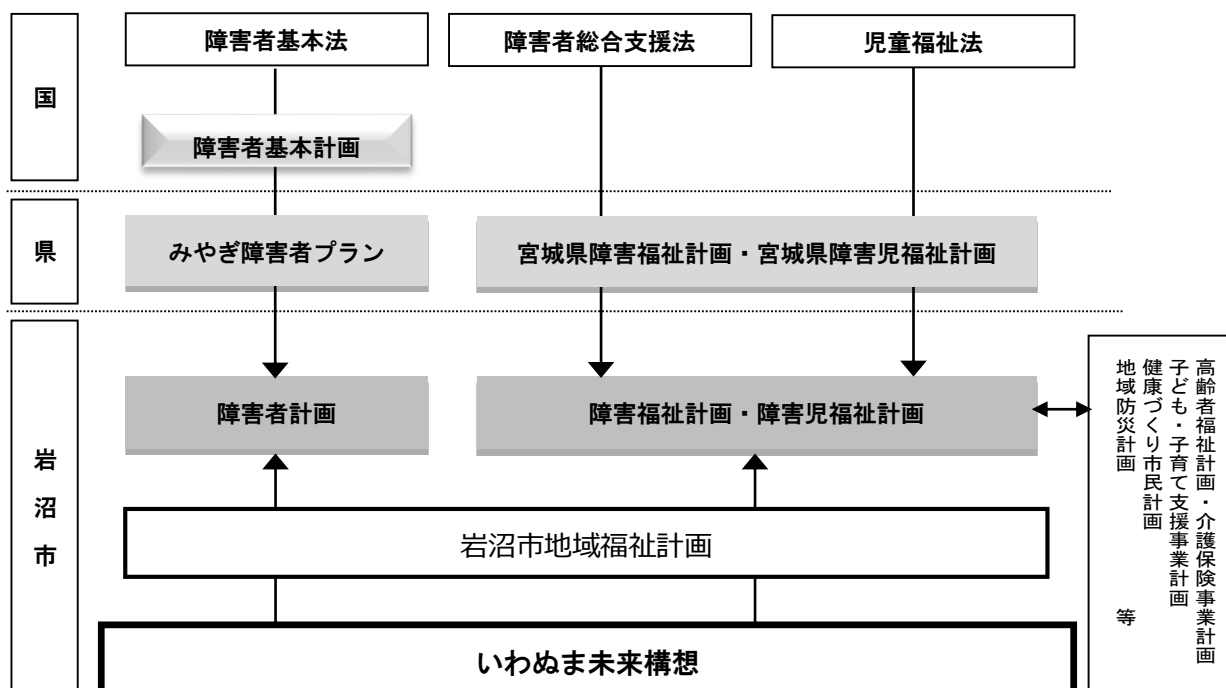 国
障害者基本法
障害者総合支援法
児童福祉法
障害者基本計画
県
みやぎ障害者プラン
宮城県障害福祉計画・宮城県障害児福祉計画
岩沼市
障害者計画
障害福祉計画・障害児福祉計画
高齢者福祉計画・介護保険事業計画
子ども・子育て支援事業計画
健康づくり市民計画
地域防災計画 等
岩沼市地域福祉計画
いわぬま未来構想